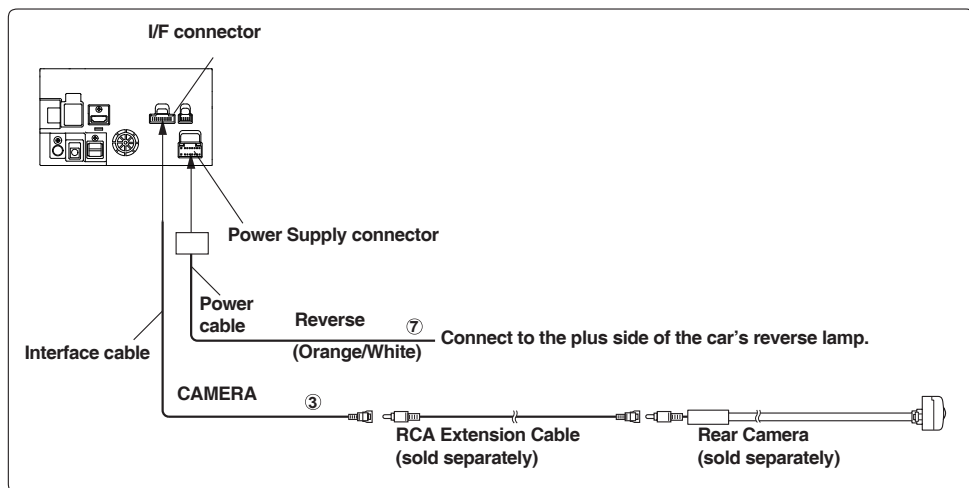 I/F connector
Power Supply connector
Power
cable
Reverse
(Orange/White)
⑦
Connect to the plus side of the car's reverse lamp.
Interface cable
CAMERA
③
RCA Extension Cable
(sold separately)
Rear Camera
(sold separately)